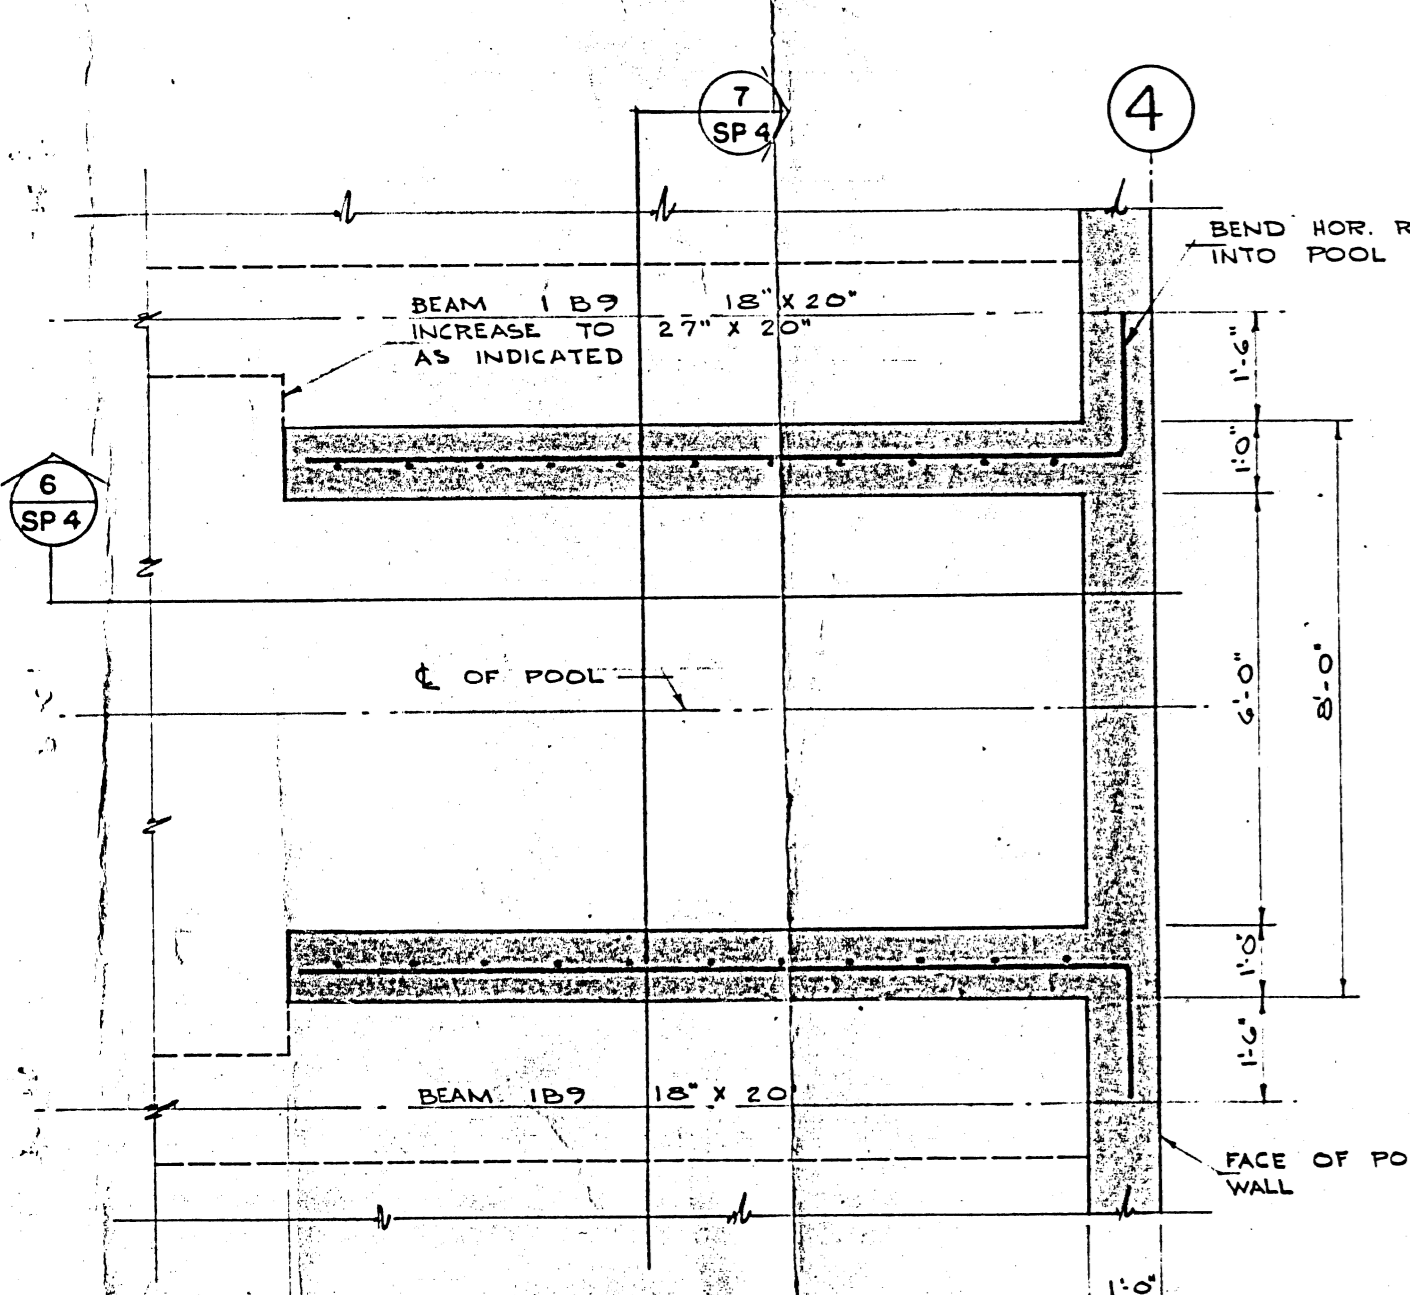 7
SP 4
4
BEND HOR. R
INTO POOL
BEAM 1B9 18" X 20"
INCREASE TO 27" X 20"
AS INDICATED
1'-6"
1'-0"
6
SP 4
℄ OF POOL
6'-0"
8'-0"
1'-0"
1'-6"
BEAM 1B9 18" X 20"
FACE OF PO
WALL
1'-0"